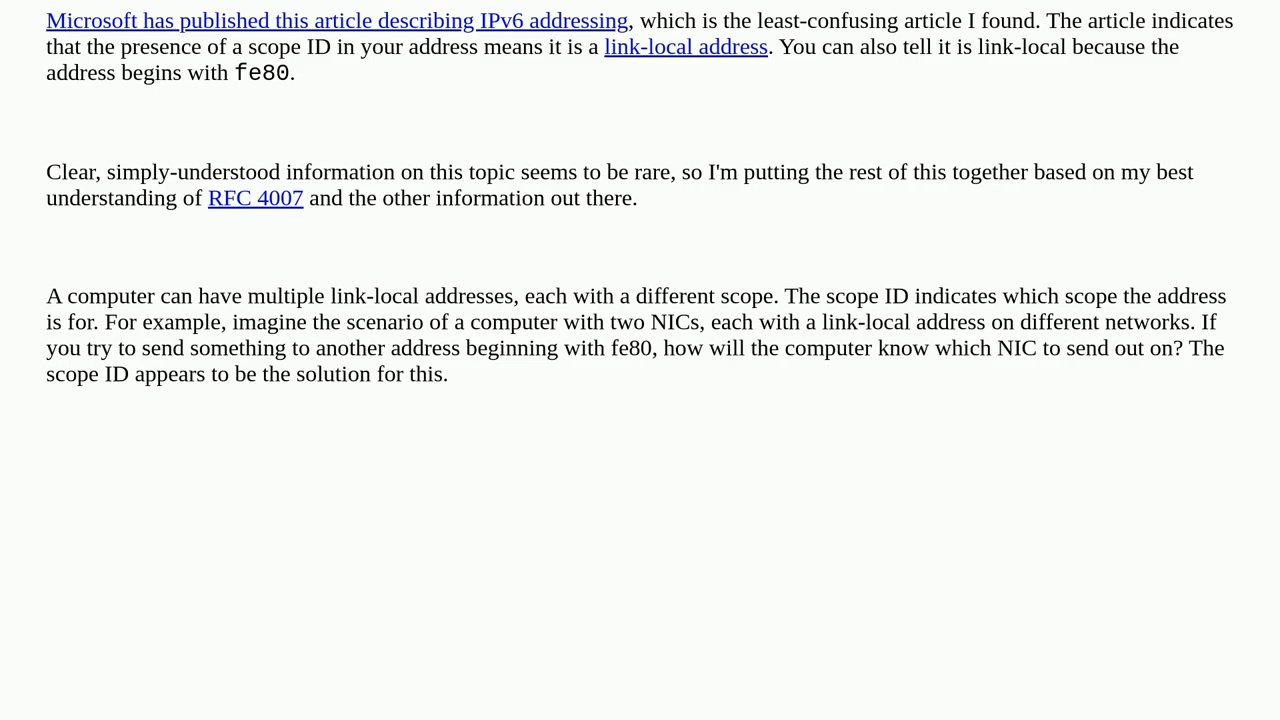 Microsoft has published this article describing IPv6 addressing, which is the least-confusing article I found. The article indicates
that the presence of a scope ID in your address means it is a link-local address. You can also tell it is link-local because the
address begins with fe80.
Clear, simply-understood information on this topic seems to be rare, so I'm putting the rest of this together based on my best
understanding of RFC 4007 and the other information out there.
A computer can have multiple link-local addresses, each with a different scope. The scope ID indicates which scope the address
is for. For example, imagine the scenario of a computer with two NICs, each with a link-local address on different networks. If
you try to send something to another address beginning with fe80, how will the computer know which NIC to send out on? The
scope ID appears to be the solution for this.